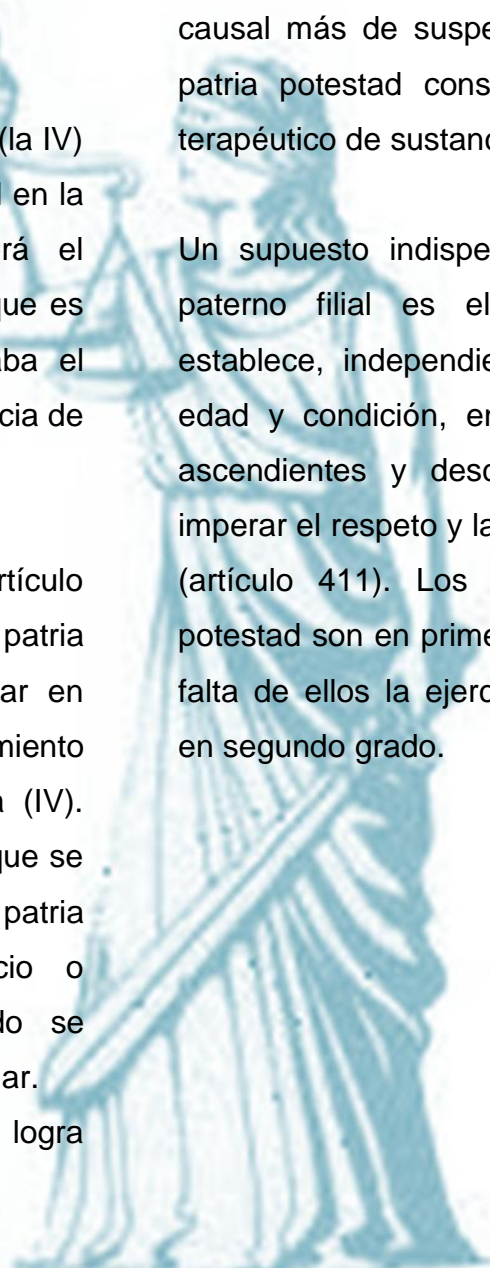 (la IV)
l en la
rá el
que es
aba el
cia de
rtículo
patria
ar en
miento
a (IV).
que se
patria
cio o
do se
ar.
logra
causal más de suspe
patria potestad cons
terapéutico de sustanc
Un supuesto indispe
paterno filial es el
establece, independie
edad y condición, en
ascendientes y desc
imperar el respeto y la
(artículo 411). Los
potestad son en prime
falta de ellos la ejerc
en segundo grado.